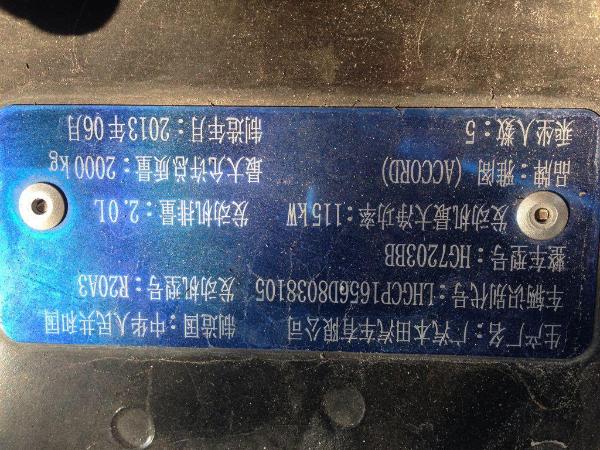 生产厂名：广汽本田汽车有限公司 制造国：中华人民共和国
车辆识别代号：LHGCP1656D8038105 发动机型号：R20A3
整车型号：HG7203BB
发动机最大净功率：115kW 发动机排量：2.0L
品牌：雅阁 (ACCORD) 最大允许总质量：2000kg
乘坐人数：5 制造年月：2013年06月